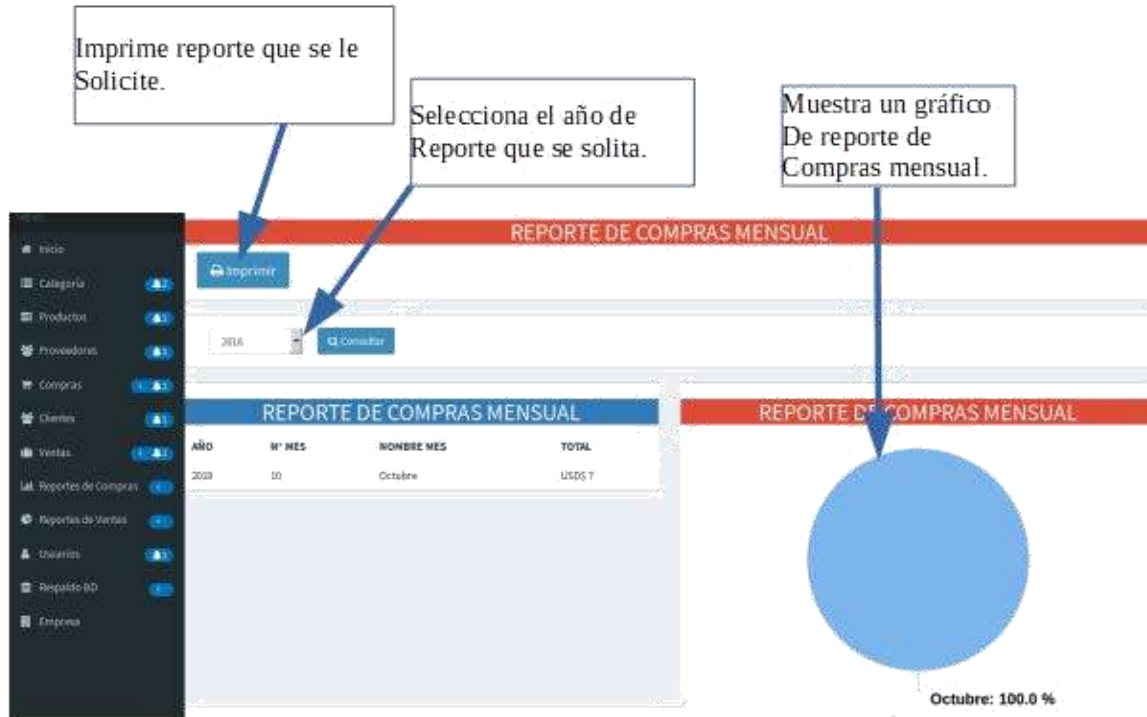 Imprime reporte que se le
Solicite.
Selecciona el año de
Reporte que se solita.
Muestra un gráfico
De reporte de
Compras mensual.
REPORTE DE COMPRAS MENSUAL
Inicio
Categoría
Productos
Proveedores
Compras
Clientes
Ventas
Reportes de Compras
Reportes de Ventas
Usuarios
Respaldo BD
Empresa
Imprimir
Consultar
REPORTE DE COMPRAS MENSUAL
AÑO N° MES NOMBRE MES TOTAL
2019 10 Octubre USD$ 7
REPORTE DE COMPRAS MENSUAL
Octubre: 100.0 %